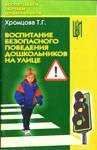 Хромцова Т.Г.
ВОСПИТАНИЕ
БЕЗОПАСНОГО
ПОВЕДЕНИЯ
ДОШКОЛЬНИКОВ
НА УЛИЦЕ